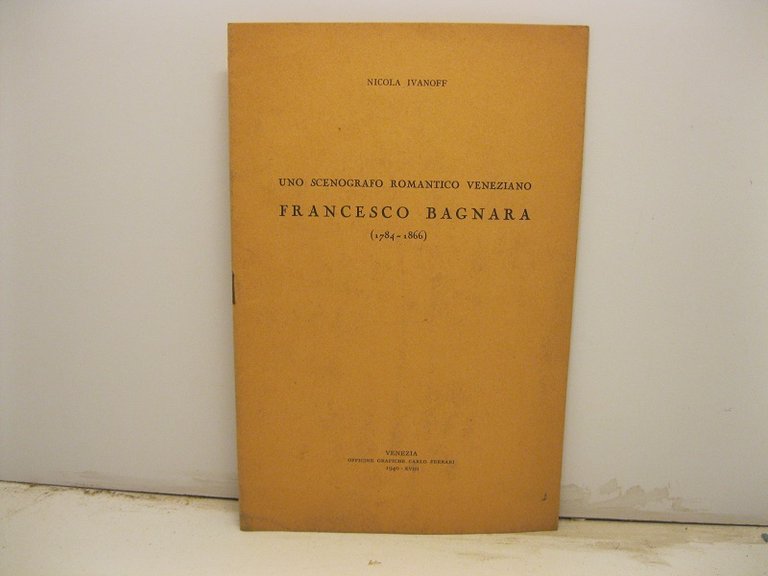 NICOLA IVANOFF
UNO SCENOGRAFO ROMANTICO VENEZIANO
FRANCESCO BAGNARA
(1784-1866)
VENEZIA
OFFICINE GRAFICHE CARLO FERRARI
1940 - XVIII